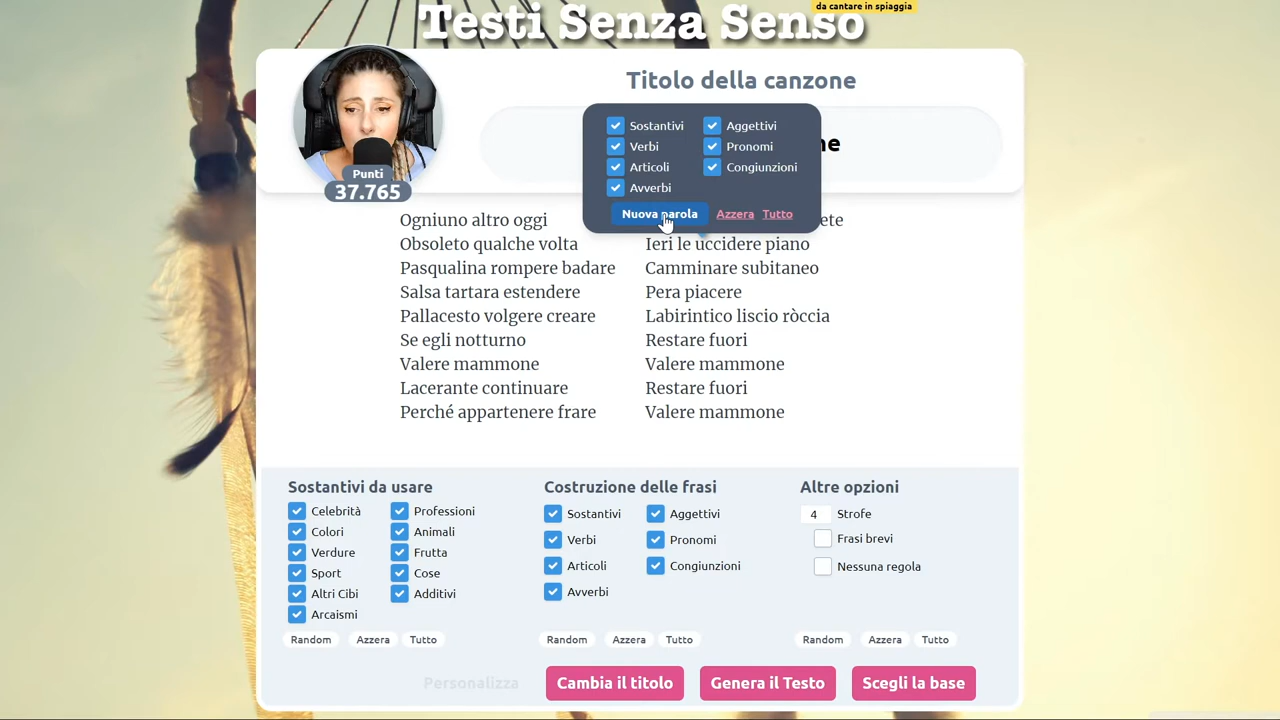 da cantare in spiaggia
Testi Senza Senso
Titolo della canzone
Sostantivi Aggettivi
Verbi Pronomi
Articoli Congiunzioni
Avverbi
Nuova parola Azzera Tutto
Punti
37.765
Ogniuno altro oggi
Obsoleto qualche volta
Pasqualina rompere badare
Salsa tartara estendere
Pallacesto volgere creare
Se egli notturno
Valere mammone
Lacerante continuare
Perché appartenere frare
Ieri le uccidere piano
Camminare subitaneo
Pera piacere
Labirintico liscio ròccia
Restare fuori
Valere mammone
Restare fuori
Valere mammone
Sostantivi da usare
Celebrità Professioni
Colori Animali
Verdure Frutta
Sport Cose
Altri Cibi Additivi
Arcaismi
Random Azzera Tutto
Costruzione delle frasi
Sostantivi Aggettivi
Verbi Pronomi
Articoli Congiunzioni
Avverbi
Random Azzera Tutto
Altre opzioni
4 Strofe
Frasi brevi
Nessuna regola
Random Azzera Tutto
Personalizza Cambia il titolo Genera il Testo Scegli la base